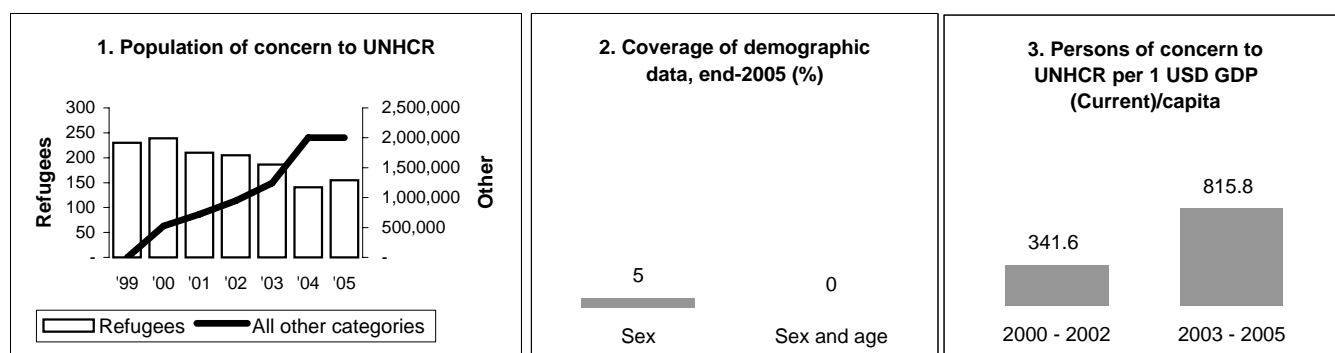 1. Population of concern to UNHCR
300
250
200
150
100
50
-
Refugees
2,500,000
2,000,000
1,500,000
1,000,000
500,000
-
Other
'99 '00 '01 '02 '03 '04 '05
Refugees All other categories
2. Coverage of demographic
data, end-2005 (%)
5
0
Sex
Sex and age
3. Persons of concern to
UNHCR per 1 USD GDP
(Current)/capita
341.6
815.8
2000 - 2002
2003 - 2005